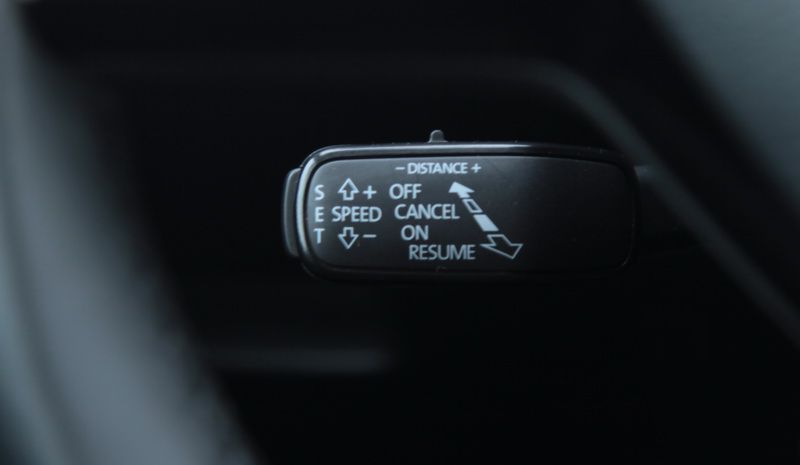 - DISTANCE +
S + OFF
E SPEED CANCEL
T - ON
RESUME